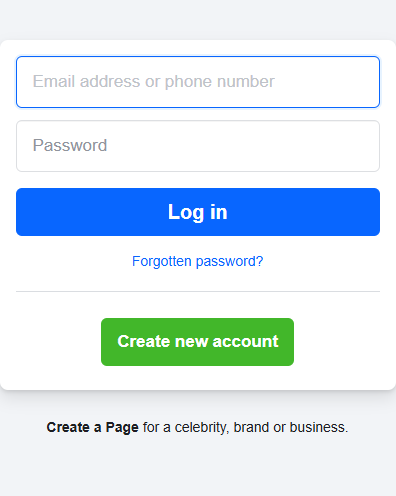 Email address or phone number
Password
Log in
Forgotten password?
Create new account
Create a Page for a celebrity, brand or business.